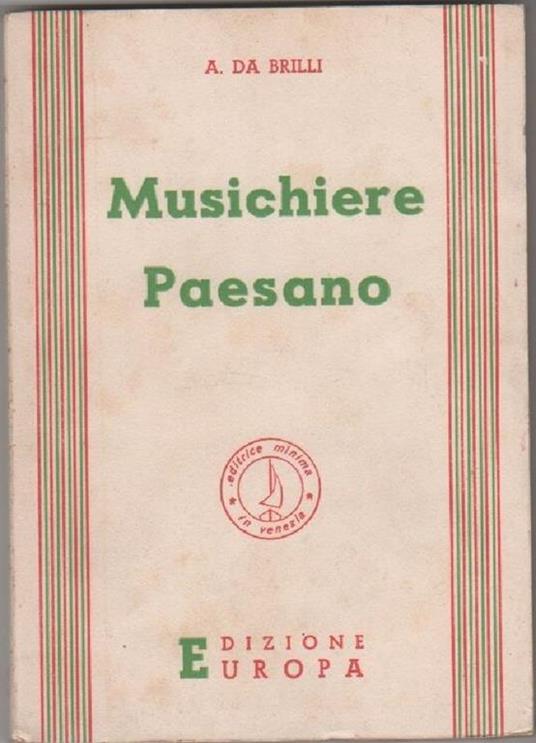 A. DA BRILLI
Musichiere
Paesano
editrice minima
* in venezia *
EDIZIONE
EUROPA